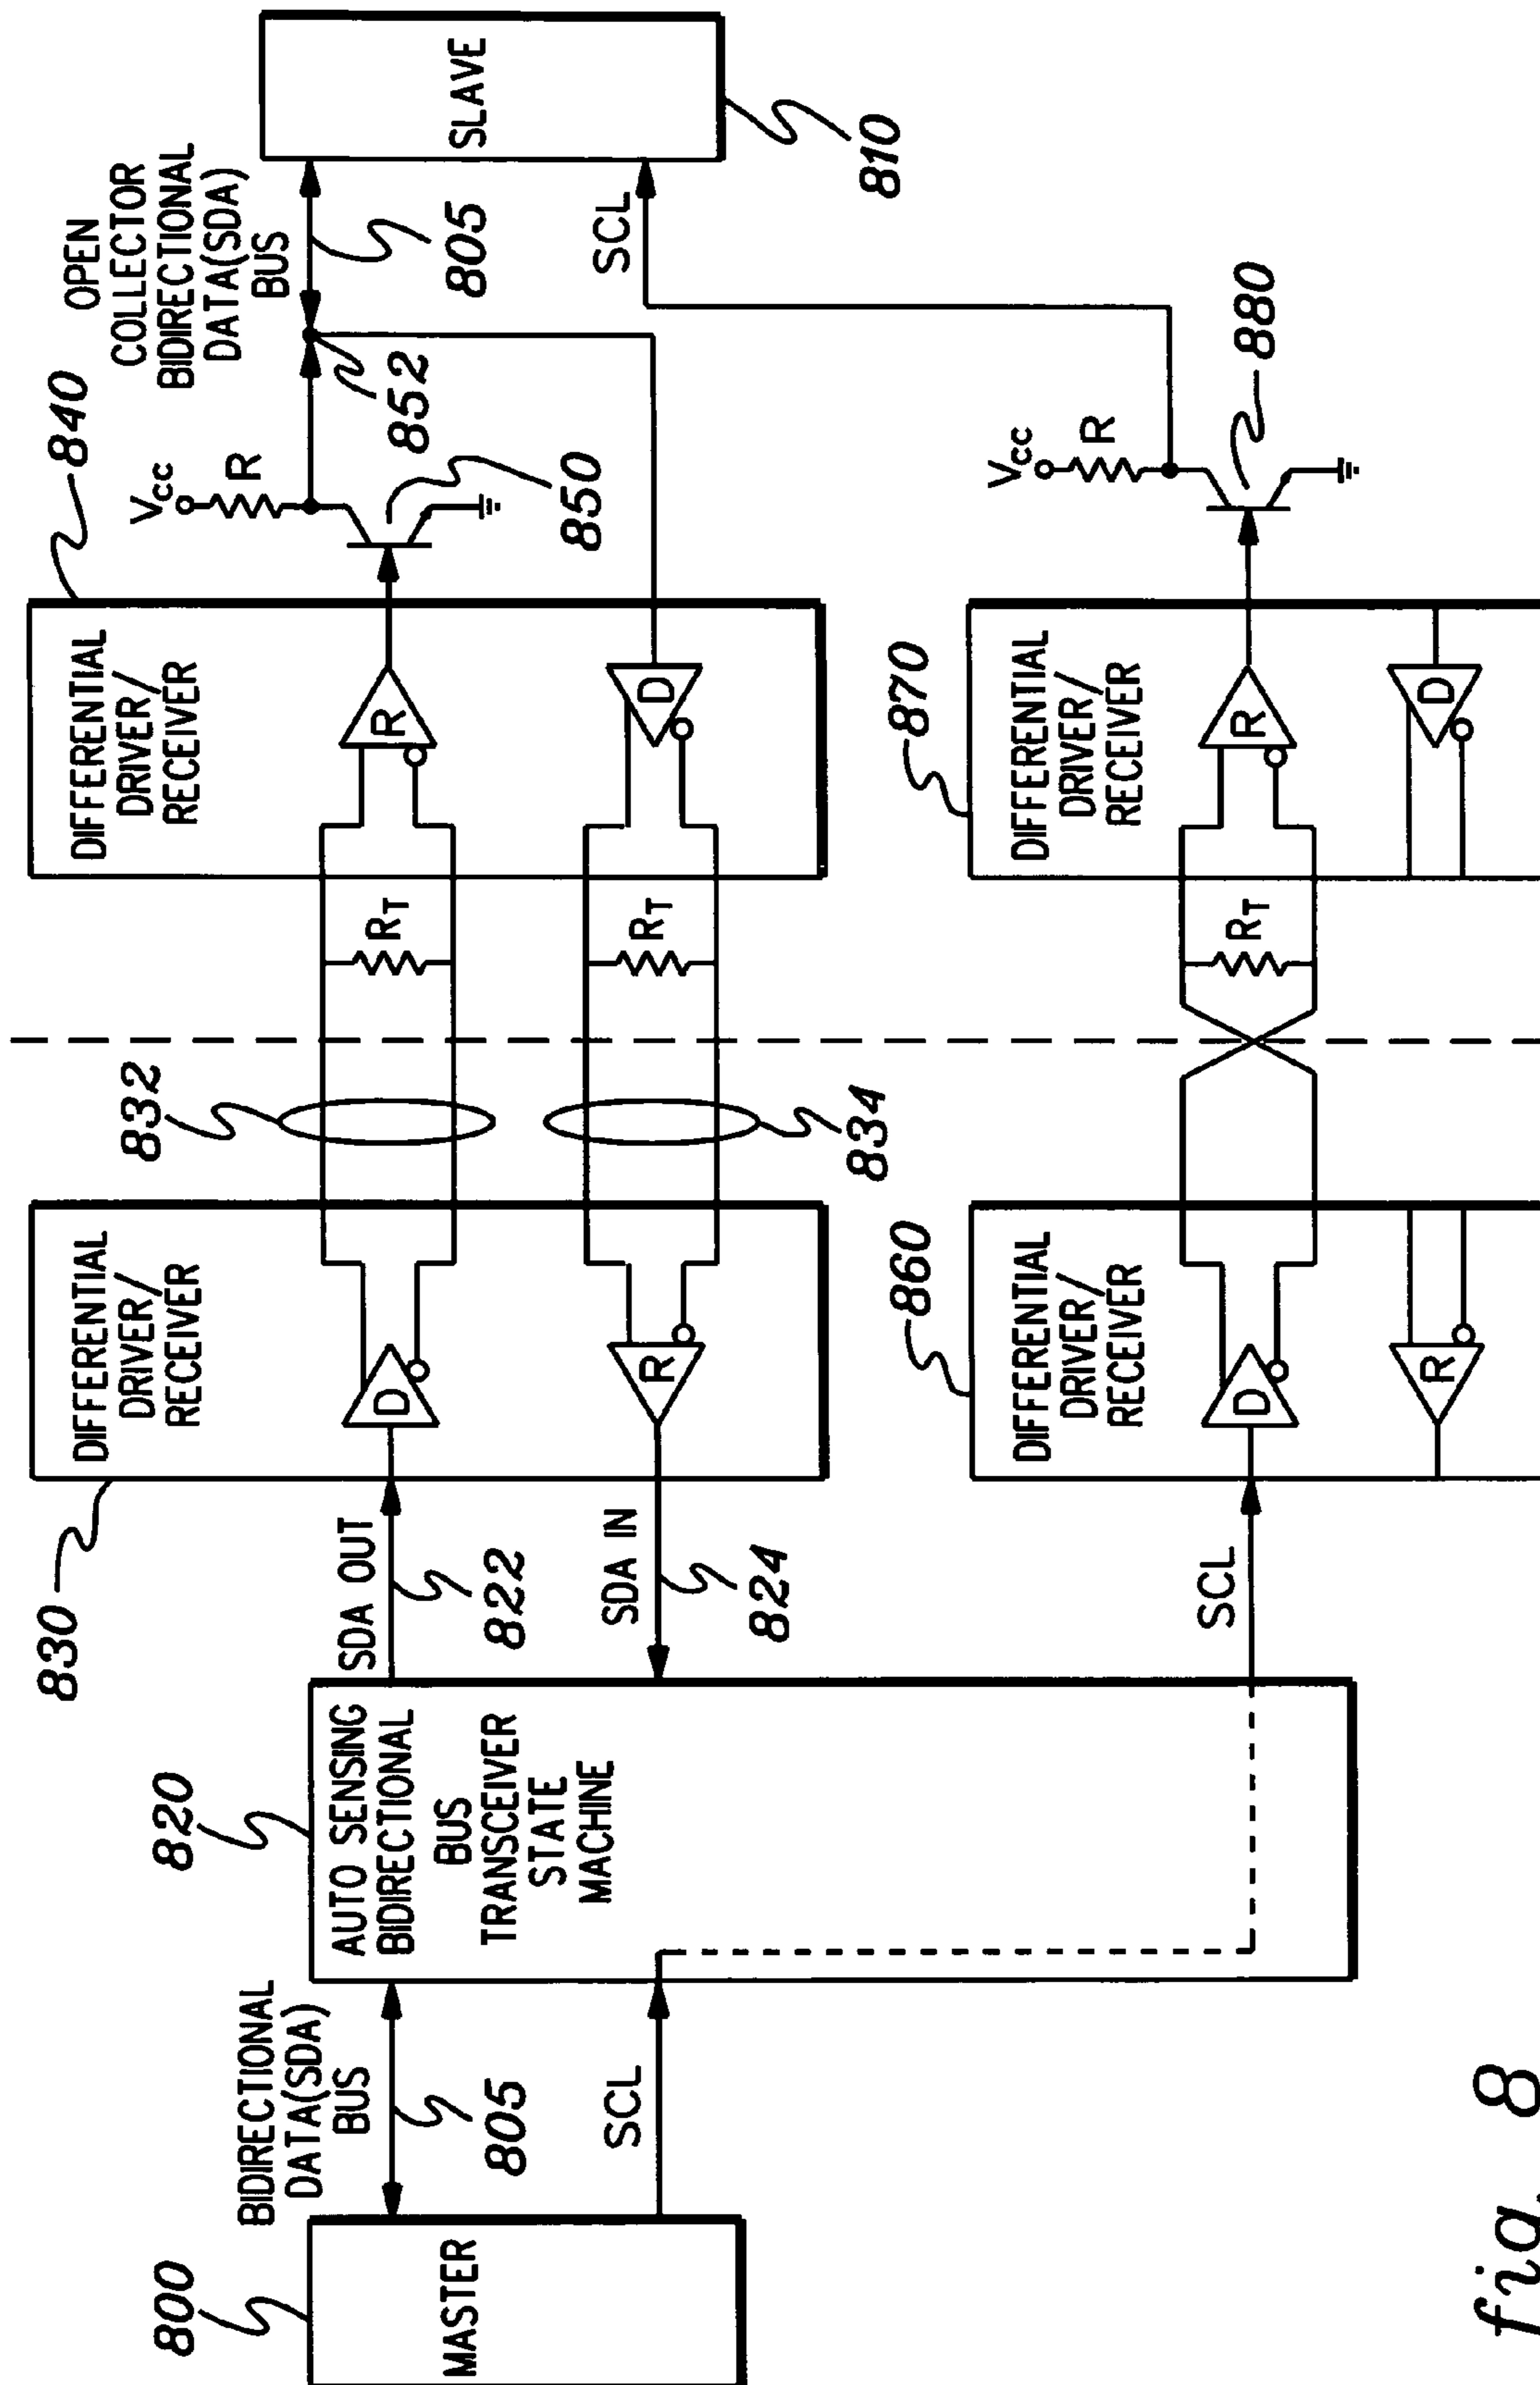 800
MASTER
BIDIRECTIONAL
DATA(SDA)
BUS
805
SCL
820
AUTO SENSING
BIDIRECTIONAL
BUS
TRANSCEIVER
STATE
MACHINE
SDA OUT
822
SDA IN
824
SCL
830
DIFFERENTIAL
DRIVER/
RECEIVER
D
R
832
834
RT
RT
840
DIFFERENTIAL
DRIVER/
RECEIVER
R
D
Vcc
R
850
852
OPEN
COLLECTOR
BIDIRECTIONAL
DATA(SDA)
BUS
805
SCL
SLAVE
810
860
DIFFERENTIAL
DRIVER/
RECEIVER
D
R
RT
870
DIFFERENTIAL
DRIVER/
RECEIVER
R
D
Vcc
R
880
fig. 8